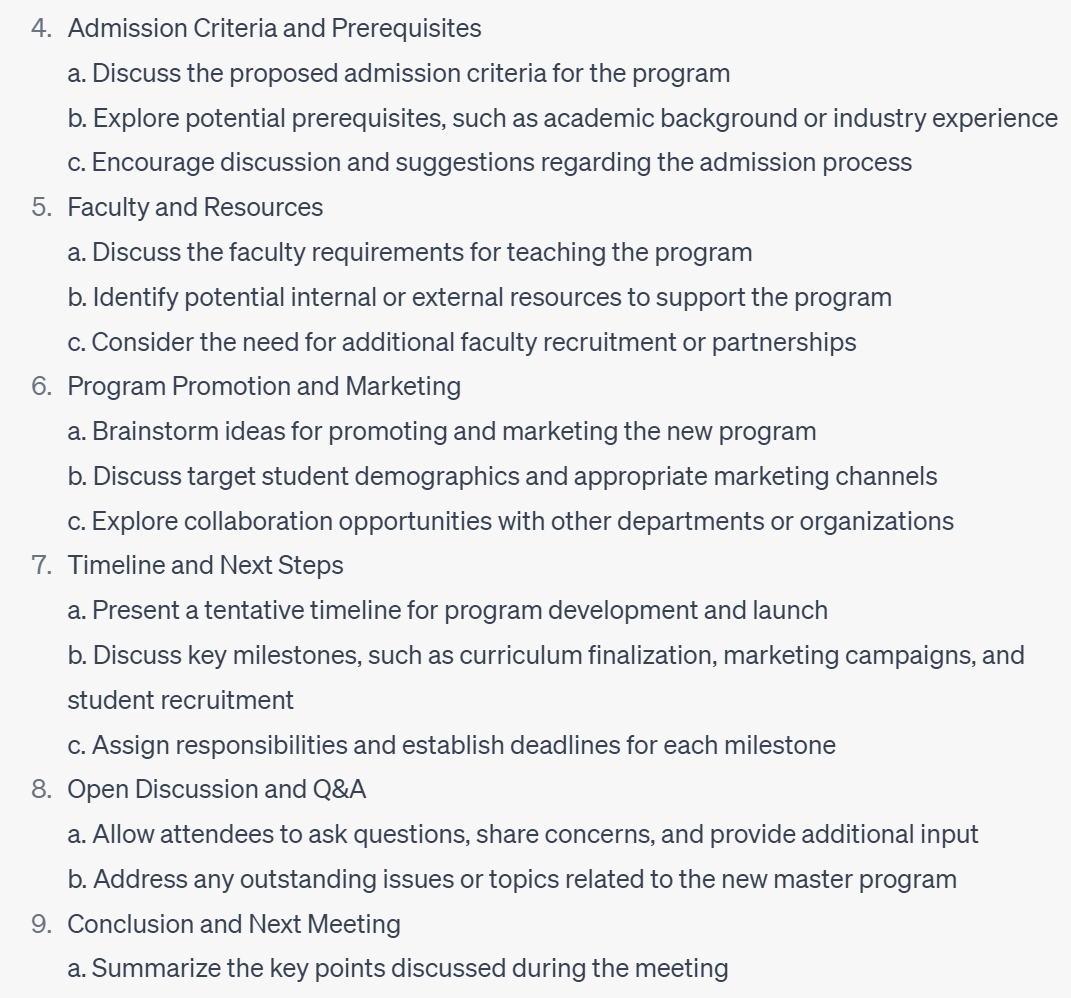 4. Admission Criteria and Prerequisites
a. Discuss the proposed admission criteria for the program
b. Explore potential prerequisites, such as academic background or industry experience
c. Encourage discussion and suggestions regarding the admission process
5. Faculty and Resources
a. Discuss the faculty requirements for teaching the program
b. Identify potential internal or external resources to support the program
c. Consider the need for additional faculty recruitment or partnerships
6. Program Promotion and Marketing
a. Brainstorm ideas for promoting and marketing the new program
b. Discuss target student demographics and appropriate marketing channels
c. Explore collaboration opportunities with other departments or organizations
7. Timeline and Next Steps
a. Present a tentative timeline for program development and launch
b. Discuss key milestones, such as curriculum finalization, marketing campaigns, and
student recruitment
c. Assign responsibilities and establish deadlines for each milestone
8. Open Discussion and Q&A
a. Allow attendees to ask questions, share concerns, and provide additional input
b. Address any outstanding issues or topics related to the new master program
9. Conclusion and Next Meeting
a. Summarize the key points discussed during the meeting